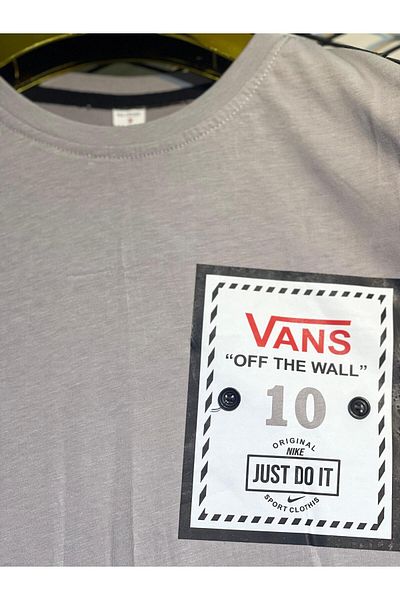 VANS
“OFF THE WALL”
10
ORIGINAL
NIKE
JUST DO IT
SPORT CLOTHIS